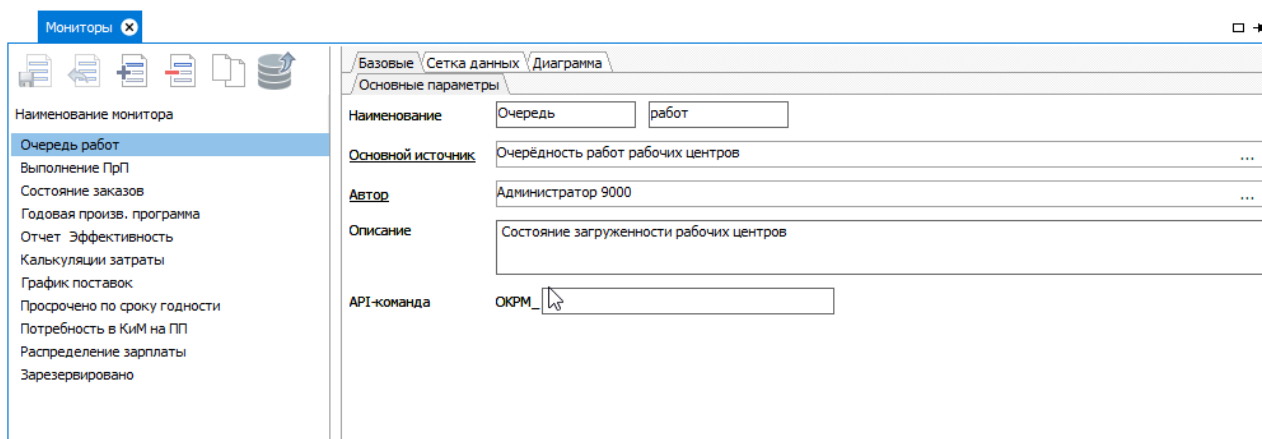 Мониторы
Базовые Сетка данных Диаграмма
Основные параметры
Наименование монитора
Очередь работ
Выполнение ПрП
Состояние заказов
Годовая произв. программа
Отчет Эффективность
Калькуляции затраты
График поставок
Просрочено по сроку годности
Потребность в КиМ на ПП
Распределение зарплаты
Зарезервировано
Наименование Очередь работ
Основной источник Очерёдность работ рабочих центров ...
Автор Администратор 9000 ...
Описание Состояние загруженности рабочих центров
API-команда OKPM_